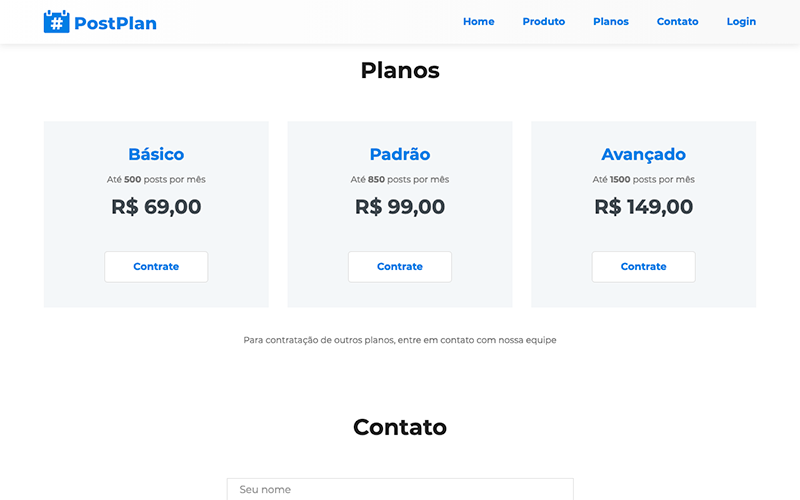 # PostPlan
Home Produto Planos Contato Login
Planos
Básico
Até 500 posts por mês
R$ 69,00
Contrate
Padrão
Até 850 posts por mês
R$ 99,00
Contrate
Avançado
Até 1500 posts por mês
R$ 149,00
Contrate
Para contratação de outros planos, entre em contato com nossa equipe
Contato
Seu nome